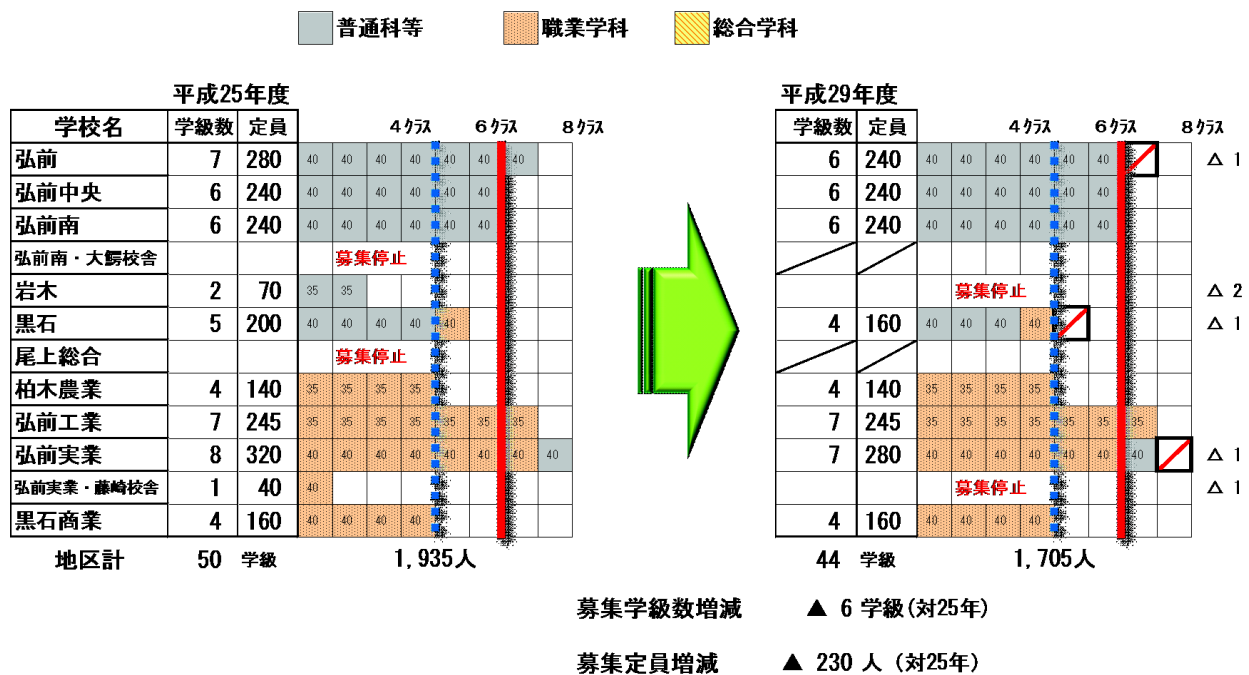 普通科等 職業学科 総合学科
平成25年度 平成29年度
学校名 学級数 定員 4クラス 6クラス 8クラス 学級数 定員 4クラス 6クラス 8クラス
弘前 7 280 40 40 40 40 40 40 40 6 240 40 40 40 40 40 40 △ 1
弘前中央 6 240 40 40 40 40 40 40 6 240 40 40 40 40 40 40
弘前南 6 240 40 40 40 40 40 40 6 240 40 40 40 40 40 40
弘前南・大鰐校舎 募集停止
岩木 2 70 35 35 募集停止 △ 2
黒石 5 200 40 40 40 40 40 4 160 40 40 40 40 △ 1
尾上総合 募集停止
柏木農業 4 140 35 35 35 35 4 140 35 35 35 35
弘前工業 7 245 35 35 35 35 35 35 35 7 245 35 35 35 35 35 35 35
弘前実業 8 320 40 40 40 40 40 40 40 40 7 280 40 40 40 40 40 40 40 △ 1
弘前実業・藤崎校舎 1 40 40 募集停止 △ 1
黒石商業 4 160 40 40 40 40 4 160 40 40 40 40
地区計 50 学級 1,935人 44 学級 1,705人
募集学級数増減 ▲ 6 学級(対25年)
募集定員増減 ▲ 230 人 (対25年)